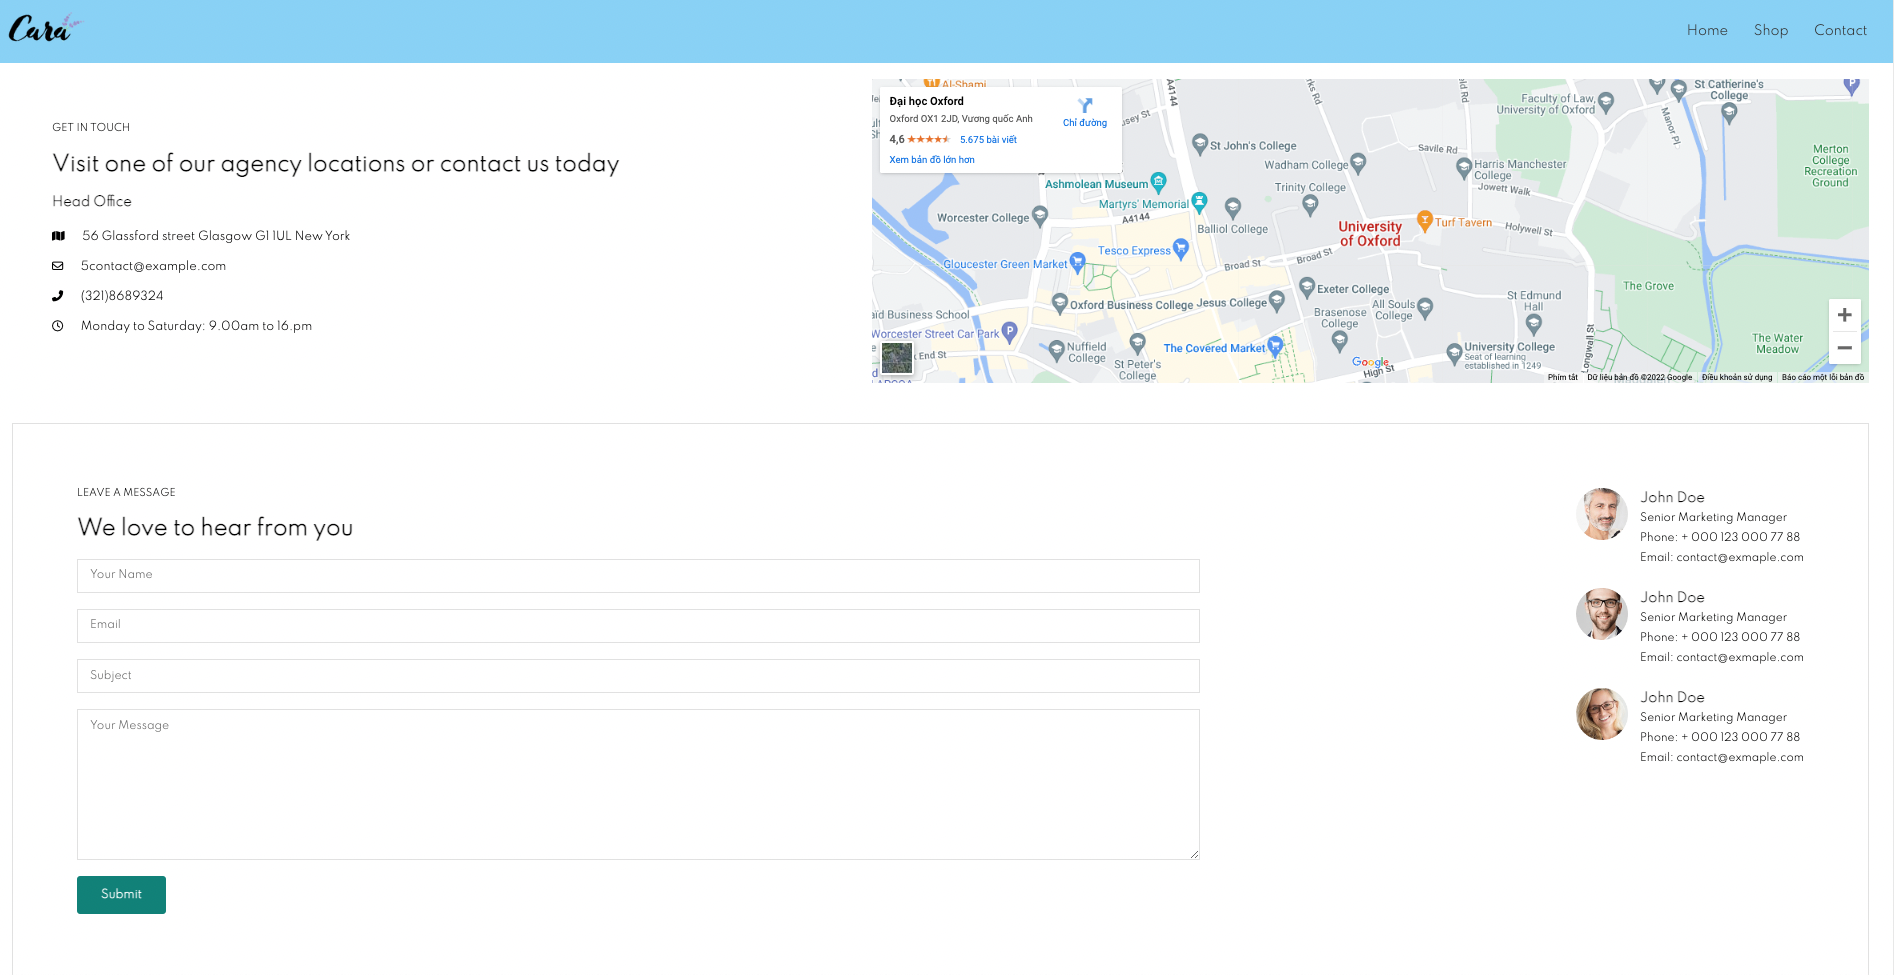 Cara
Home
Shop
Contact
GET IN TOUCH
Visit one of our agency locations or contact us today
Head Office
56 Glassford street Glasgow G1 1UL New York
5contact@example.com
(321)8689324
Monday to Saturday: 9.00am to 16.pm
Đại học Oxford
Oxford OX1 2JD, Vương quốc Anh
4,6
5.675 bài viết
Xem bản đồ lớn hơn
Chỉ đường
Al-Shami
A4144
St Catherine's
College
Faculty of Law,
University of Oxford
Manor Pl
St John's College
Savile Rd
Merton
College
Recreation
Ground
Wadham College
Harris Manchester
College
Ashmolean Museum
Trinity College
Jowett Walk
Martyrs' Memorial
Worcester College
A4144
Balliol College
University
of Oxford
Turf Tavern
Holywell St
Tesco Express
Broad St
Broad St
Gloucester Green Market
The Grove
Exeter College
St Edmund
Hall
Oxford Business College
Jesus College
All Souls
College
Brasenose
College
aïd Business School
Worcester Street Car Park
P
Longwall St
The Water
Meadow
Nuffield
College
The Covered Market
University College
Seat of learning
established in 1249
k End St
St Peter's
College
Google
High St
Phím tắt
Dữ liệu bản đồ ©2022 Google
Điều khoản sử dụng
Báo cáo một lỗi bản đồ
LEAVE A MESSAGE
We love to hear from you
Your Name
Email
Subject
Your Message
Submit
John Doe
Senior Marketing Manager
Phone: + 000 123 000 77 88
Email: contact@exmaple.com
John Doe
Senior Marketing Manager
Phone: + 000 123 000 77 88
Email: contact@exmaple.com
John Doe
Senior Marketing Manager
Phone: + 000 123 000 77 88
Email: contact@exmaple.com